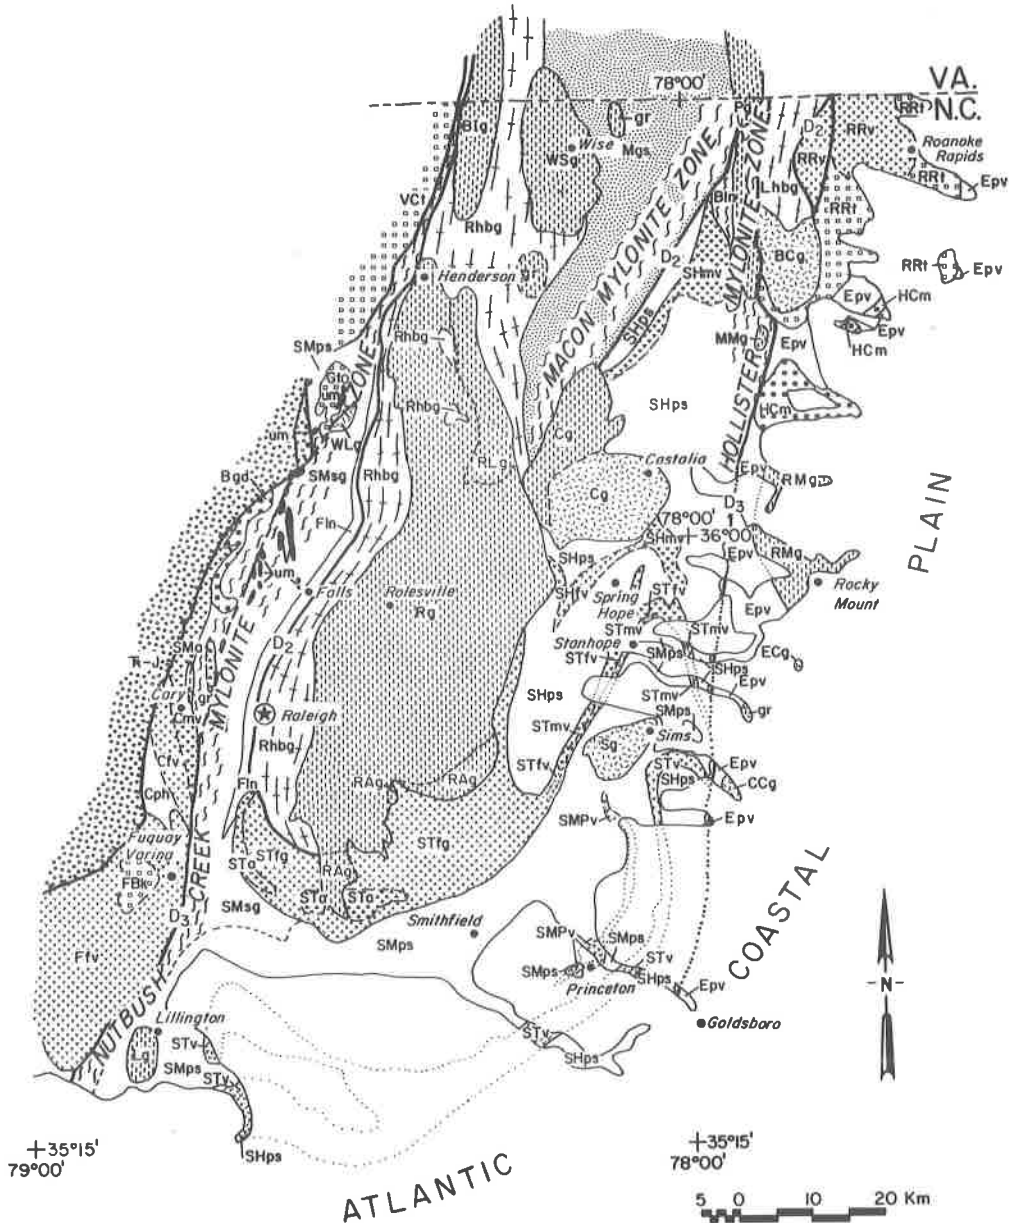 78°00'
VA.
N.C.
gr
BIg
WSg
Wise
Mgs
D2
RRv
RRt
Roanoke
Rapids
RRv
RRt
Epv
VCt
Rhbg
MACON MYLONITE ZONE
Bln
HOLLISTER MYLONITE ZONE
Lhbg
RRt
Henderson
gr
D2
SHmv
BCg
RRt
Epv
Epv
HCm
Epv
HCm
SHps
MMg
Epv
SMps
Rhbg
Gto
um
Rhbg
SHps
HCm
um
WLg
Cg
Castalia
Bgd
SMsg
Rhbg
RLg
Cg
Epv
RMg
D3
Fln
78°00'
36°00'
SHmv
Epv
RMg
PLAIN
SHps
um
Falls
Rolesville
Rg
SHfv
Spring
Hope
STfv
Epv
Rocky
Mount
D2
STmv
STmv
Stanhope
SMps
ECg
SMa
TR-J
STfv
SHps
Epv
Cary
gr
SHps
STmv
SMps
gr
Cmv
Raleigh
STmv
Sims
Rhbg
Sg
Cfv
STfv
STv
SHps
Epv
CCg
RAg
RAg
Fln
Cph
SMPv
Epv
Fuquay
Varina
STfg
STfg
STa
FBk
RAg
STa
STa
SMsg
D3
Smithfield
SMps
SMPv
SMps
STv
Ffv
SMps
SHps
Epv
Princeton
COASTAL
N
NUTBUSH CREEK MYLONITE ZONE
Lillington
Goldsboro
STv
STv
Lg
SHps
SMps
STv
35°15'
79°00'
SHps
35°15'
78°00'
ATLANTIC
5 0 10 20 Km